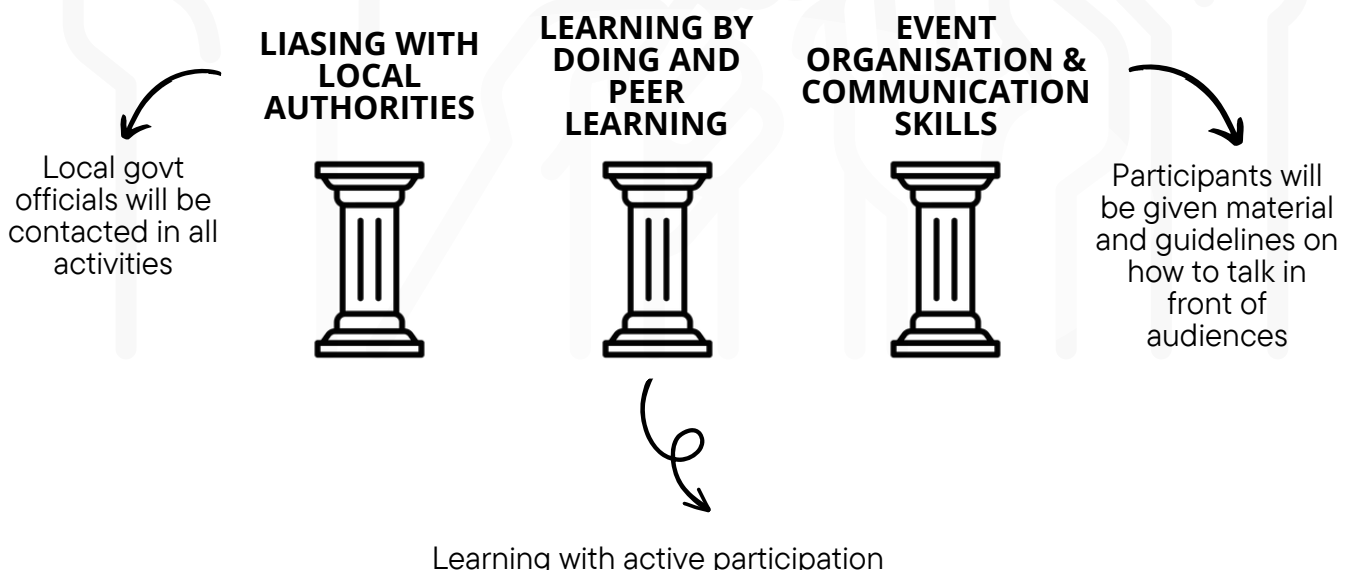 LIASING WITH
LOCAL
AUTHORITIES
LEARNING BY
DOING AND
PEER
LEARNING
EVENT
ORGANISATION &
COMMUNICATION
SKILLS
Local govt
officials will be
contacted in all
activities
Participants will
be given material
and guidelines on
how to talk in
front of
audiences
Learning with active participation